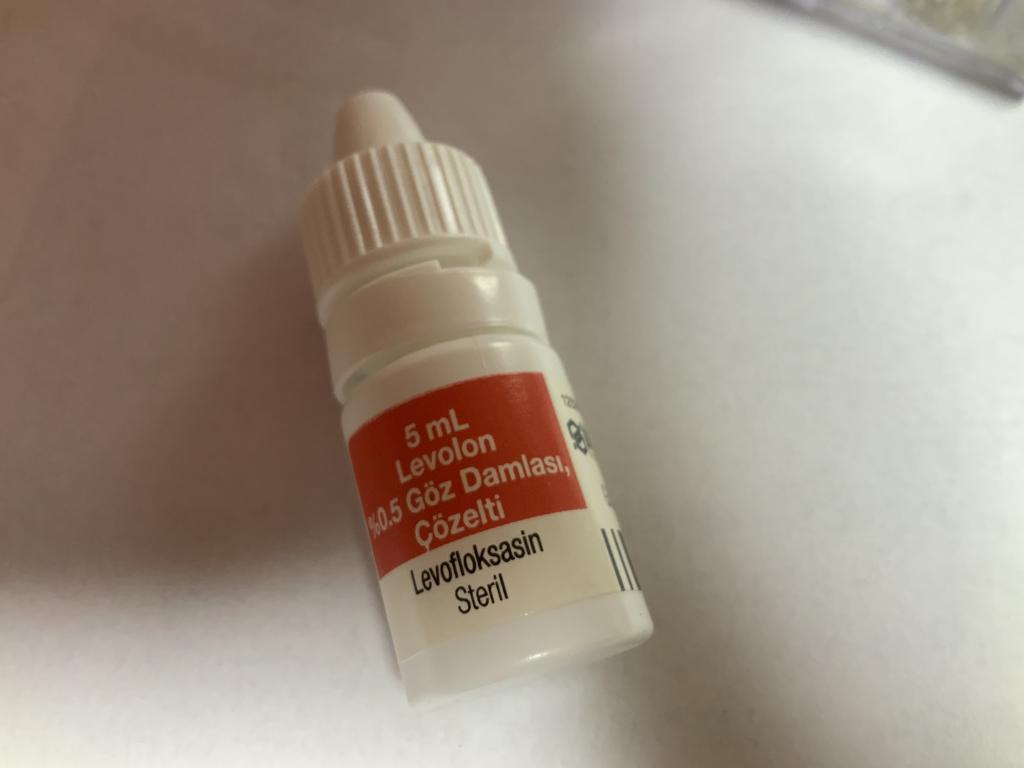 5 mL
Levolon
%0.5 Göz Damlası,
Çözelti
Levofloksasin
Steril